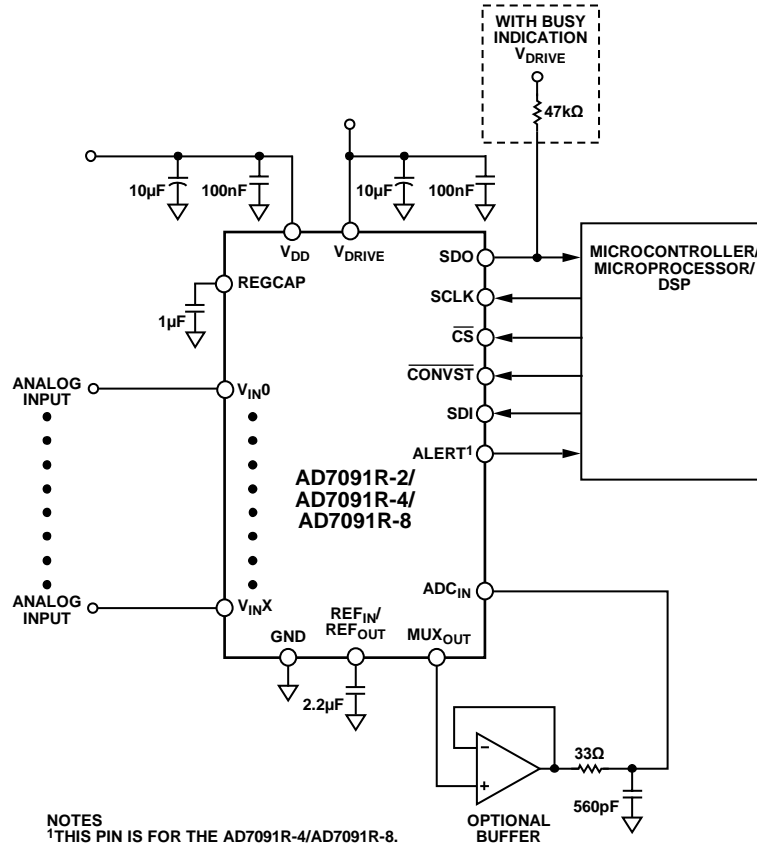 WITH BUSY
INDICATION
VDRIVE
47kΩ
10µF
100nF
10µF
100nF
VDD
VDRIVE
REGCAP
1µF
SDO
SCLK
CS
CONVST
SDI
ALERT1
MICROCONTROLLER/
MICROPROCESSOR/
DSP
ANALOG
INPUT
VIN0
AD7091R-2/
AD7091R-4/
AD7091R-8
ANALOG
INPUT
VINX
ADCIN
GND
REFIN/
REFOUT
MUXOUT
2.2µF
33Ω
560pF
-
+
OPTIONAL
BUFFER
NOTES
1THIS PIN IS FOR THE AD7091R-4/AD7091R-8.